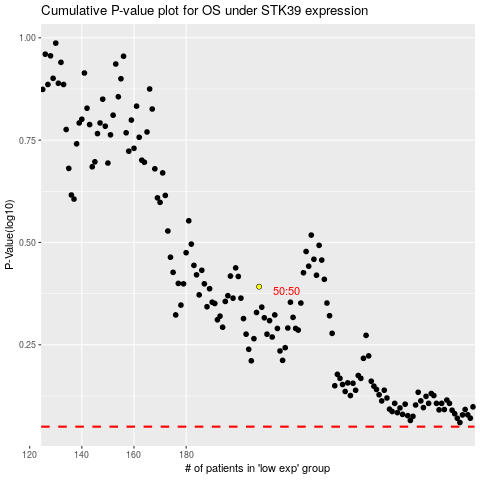 Cumulative P-value plot for OS under STK39 expression
P-Value(log10)
1.00
0.75
0.50
0.25
50:50
120 140 160 180
# of patients in 'low exp' group